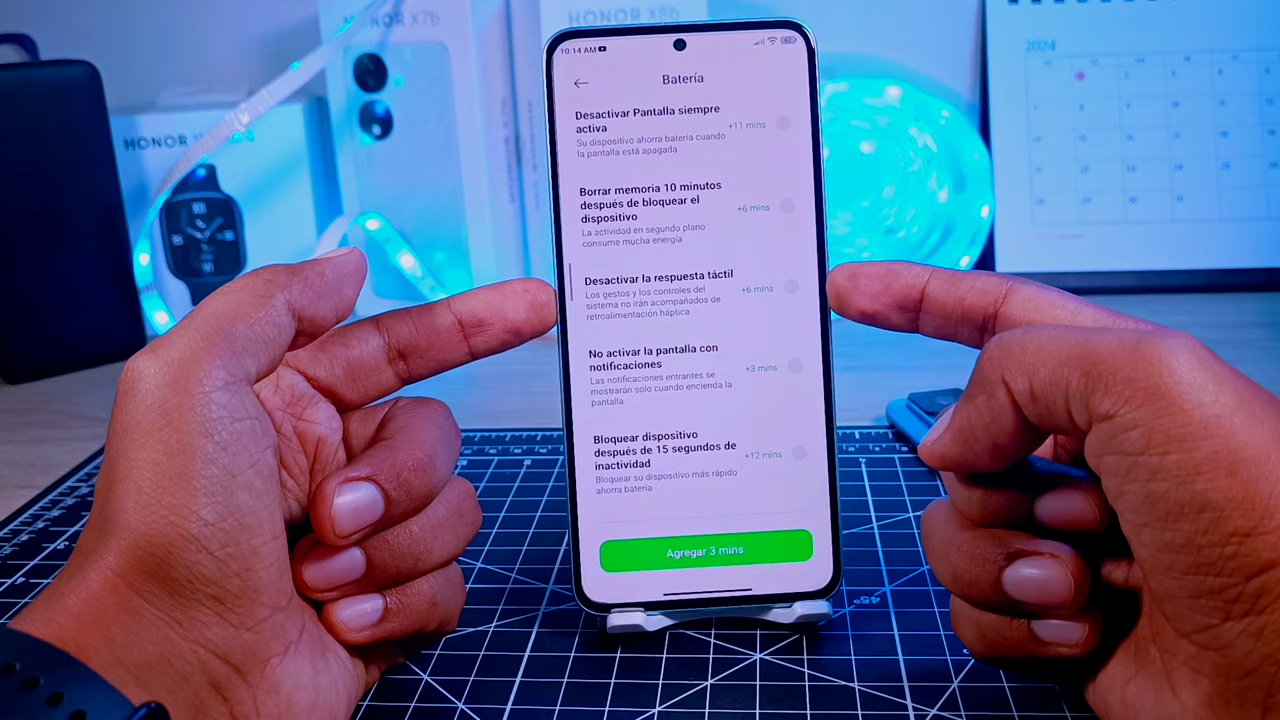 HONOR X7b
HONOR X8b
HONOR
2024
10:14 AM
62
Batería
Desactivar Pantalla siempre
activa
+11 mins
Su dispositivo ahorra batería cuando
la pantalla está apagada
Borrar memoria 10 minutos
después de bloquear el
dispositivo
+6 mins
La actividad en segundo plano
consume mucha energía
Desactivar la respuesta táctil
+6 mins
Los gestos y los controles del
sistema no irán acompañados de
retroalimentación háptica
No activar la pantalla con
notificaciones
+3 mins
Las notificaciones entrantes se
mostrarán solo cuando encienda la
pantalla
Bloquear dispositivo
después de 15 segundos de
inactividad
+12 mins
Bloquear su dispositivo más rápido
ahorra batería
Agregar 3 mins
45°